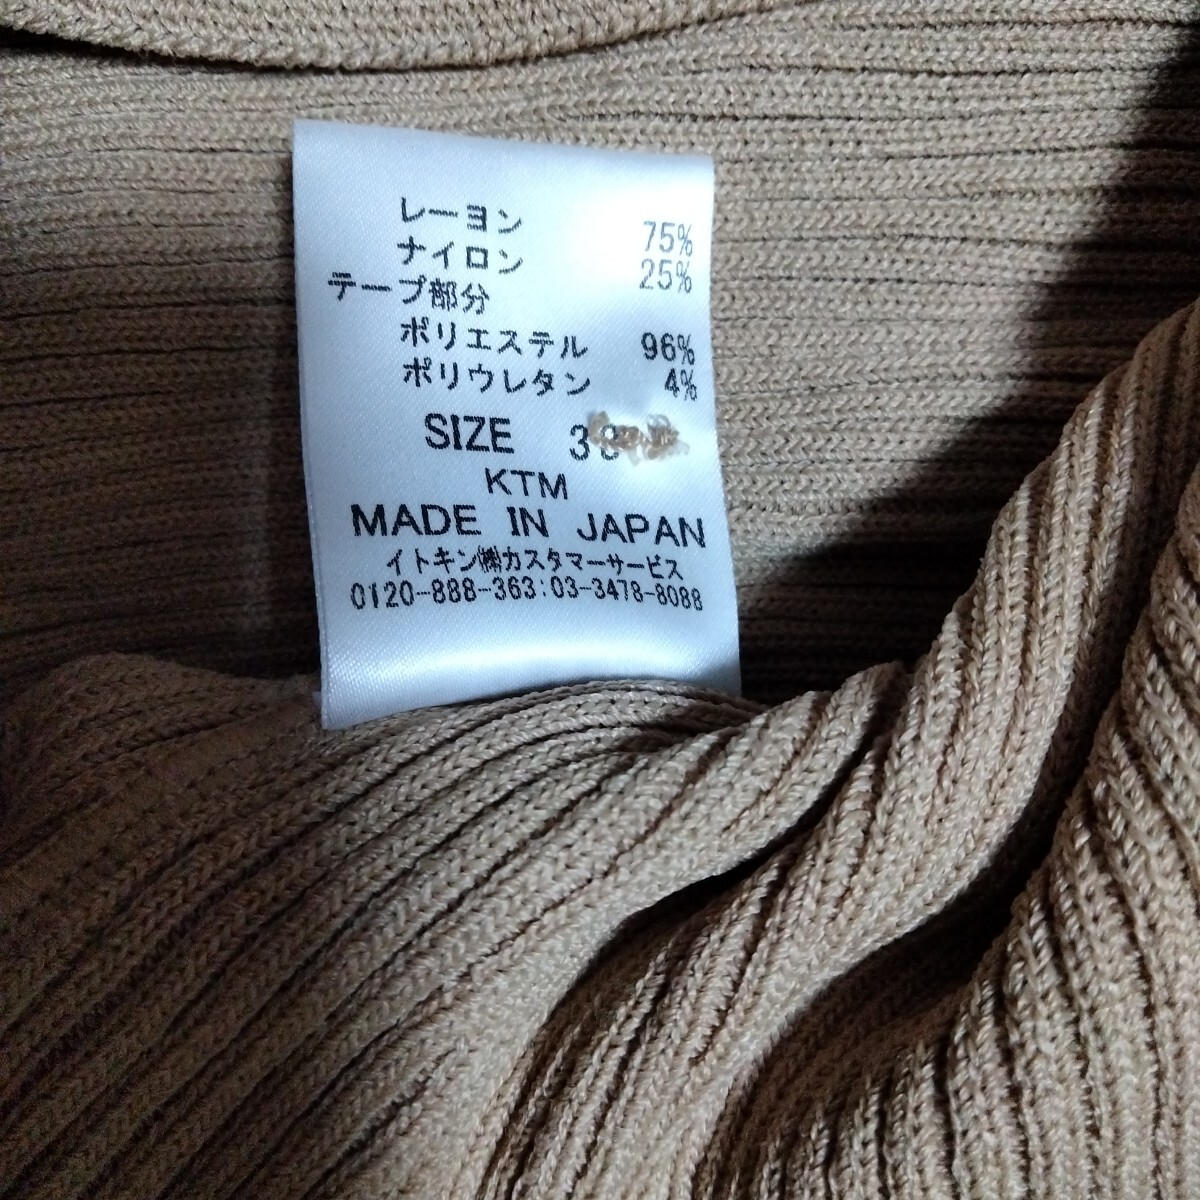 レーヨン 75%
ナイロン 25%
テープ部分
ポリエステル 96%
ポリウレタン 4%
SIZE 38
KTM
MADE IN JAPAN
イトキン㈱カスタマーサービス
0120-888-363:03-3478-8088